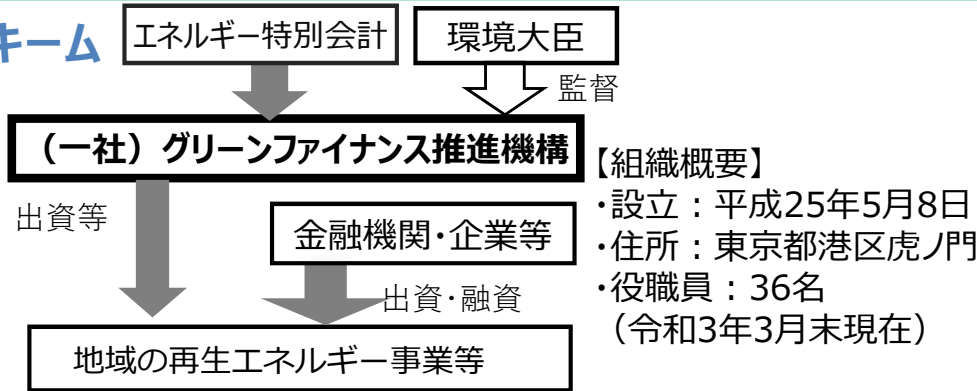 キーム
エネルギー特別会計
環境大臣
監督
（一社）グリーンファイナンス推進機構
出資等
金融機関・企業等
出資・融資
地域の再生エネルギー事業等
【組織概要】
・設立：平成25年5月8日
・住所：東京都港区虎ノ門
・役職員：36名
（令和3年3月末現在）